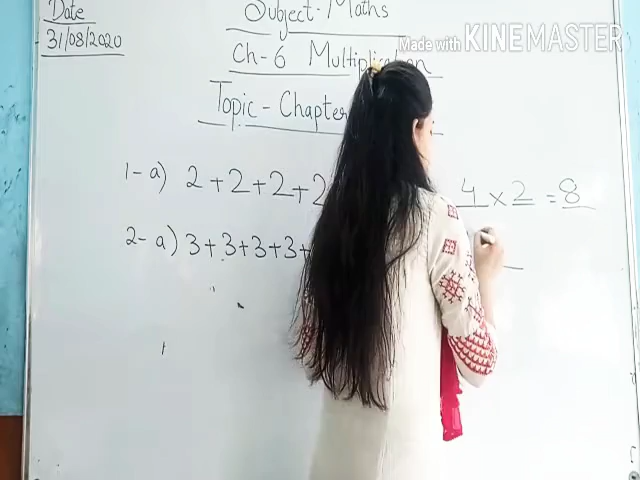 Date
31/08/2020
Subject- Maths
Made with KINEMASTER
Ch-6 Multiplication
Topic - Chapter
1-a) 2+2+2+2 4 × 2 = 8
2-a) 3+3+3+3+